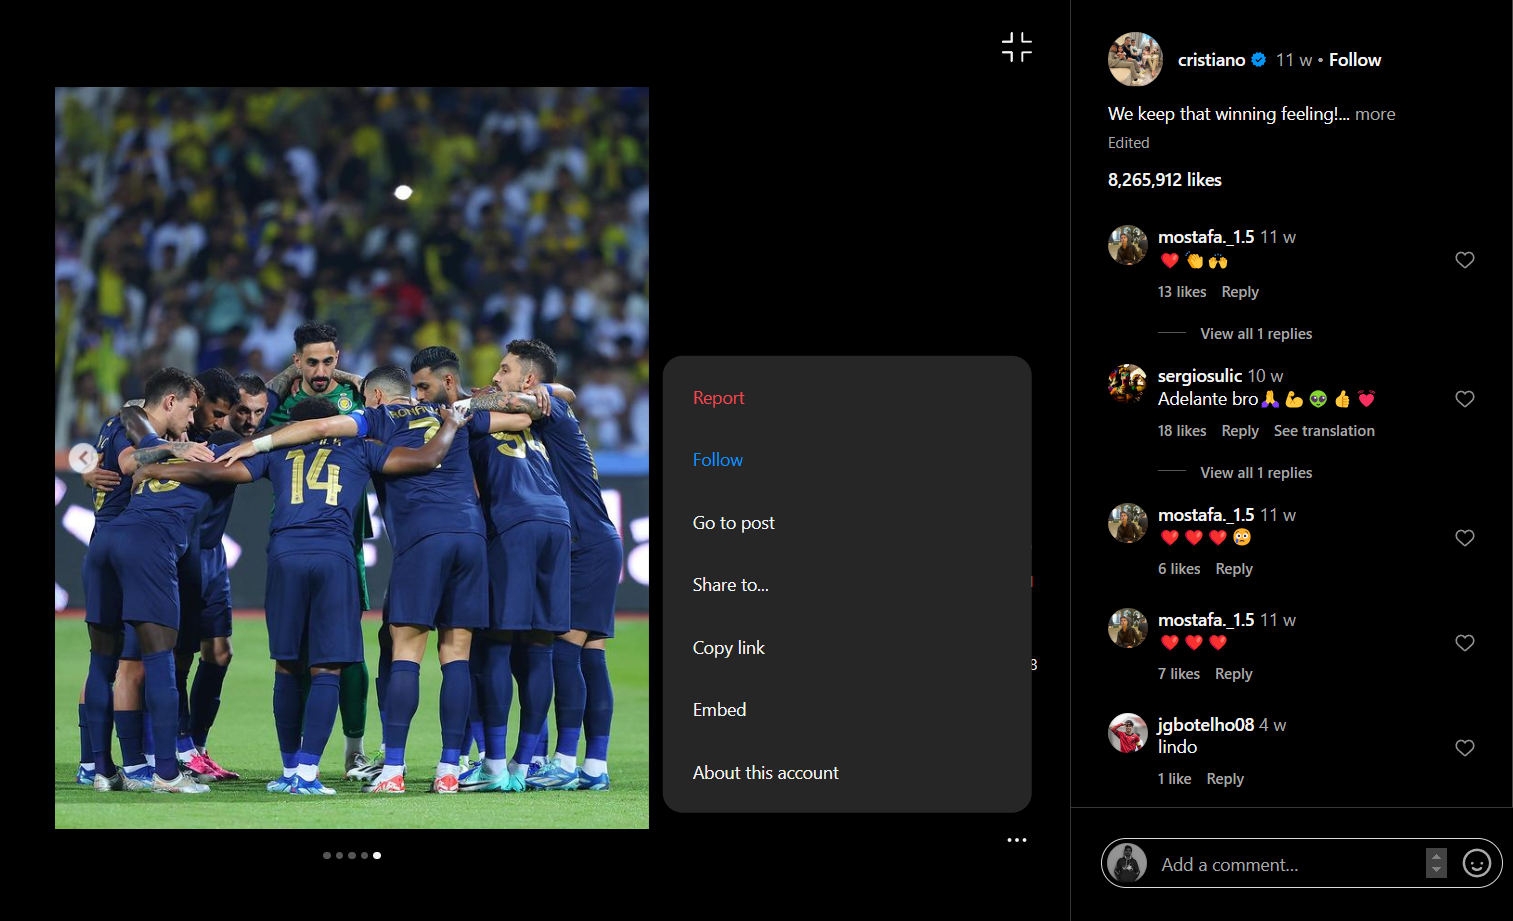 RONALDO
7
14
Report
Follow
Go to post
Share to...
Copy link
Embed
About this account
cristiano 11 w • Follow
We keep that winning feeling!... more
Edited
8,265,912 likes
mostafa._1.5 11 w
❤️👏🙌
13 likes Reply
View all 1 replies
sergiosulic 10 w
Adelante bro🙏💪👽👍💓
18 likes Reply See translation
View all 1 replies
mostafa._1.5 11 w
❤️❤️❤️😳
6 likes Reply
mostafa._1.5 11 w
❤️❤️❤️
7 likes Reply
jgbotelho08 4 w
lindo
1 like Reply
Add a comment...